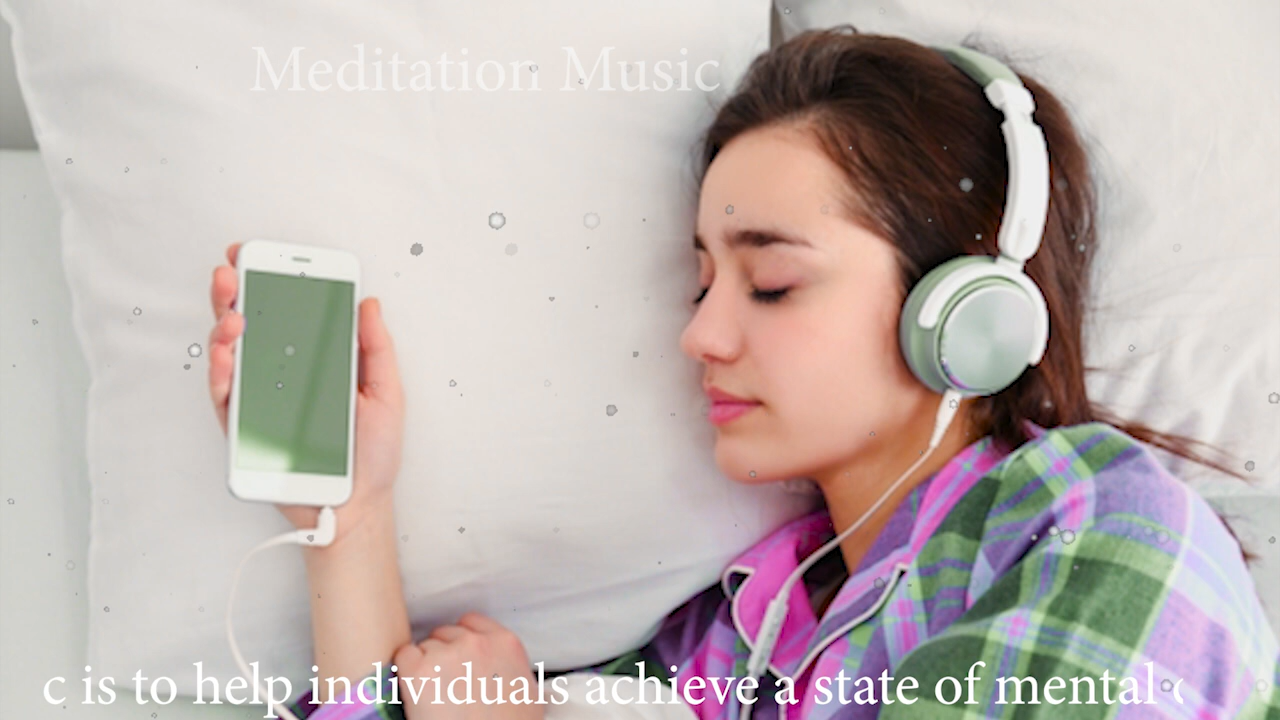 Meditation Music
c is to help individuals achieve a state of mental